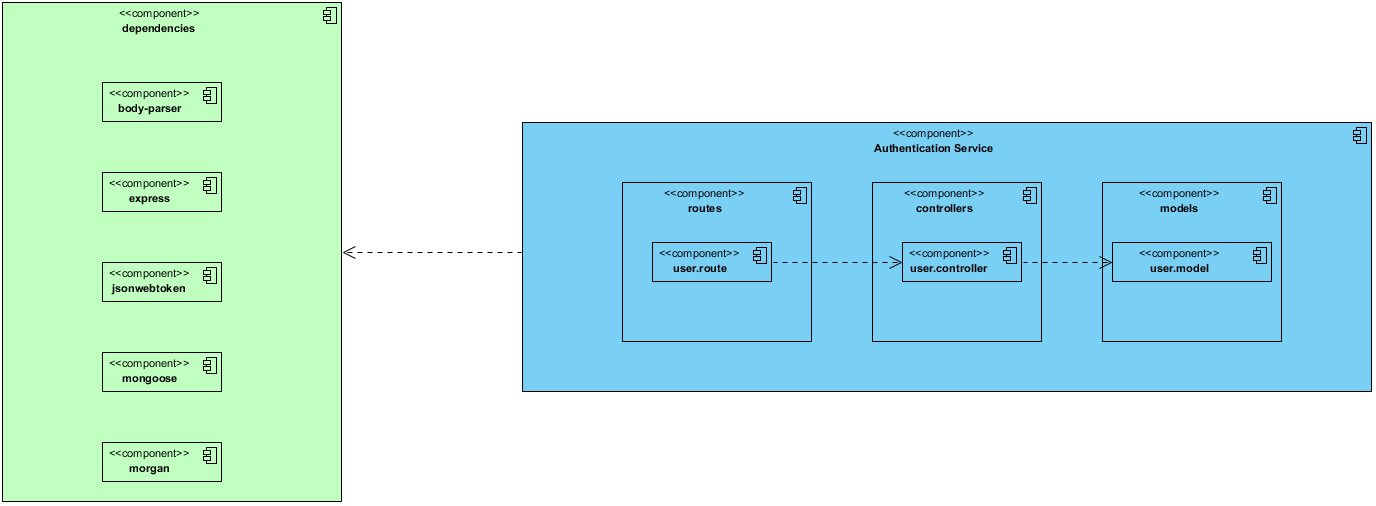 <<component>>
dependencies
<<component>>
body-parser
<<component>>
express
<<component>>
jsonwebtoken
<<component>>
mongoose
<<component>>
morgan
<<component>>
Authentication Service
<<component>>
routes
<<component>>
user.route
<<component>>
controllers
<<component>>
user.controller
<<component>>
models
<<component>>
user.model